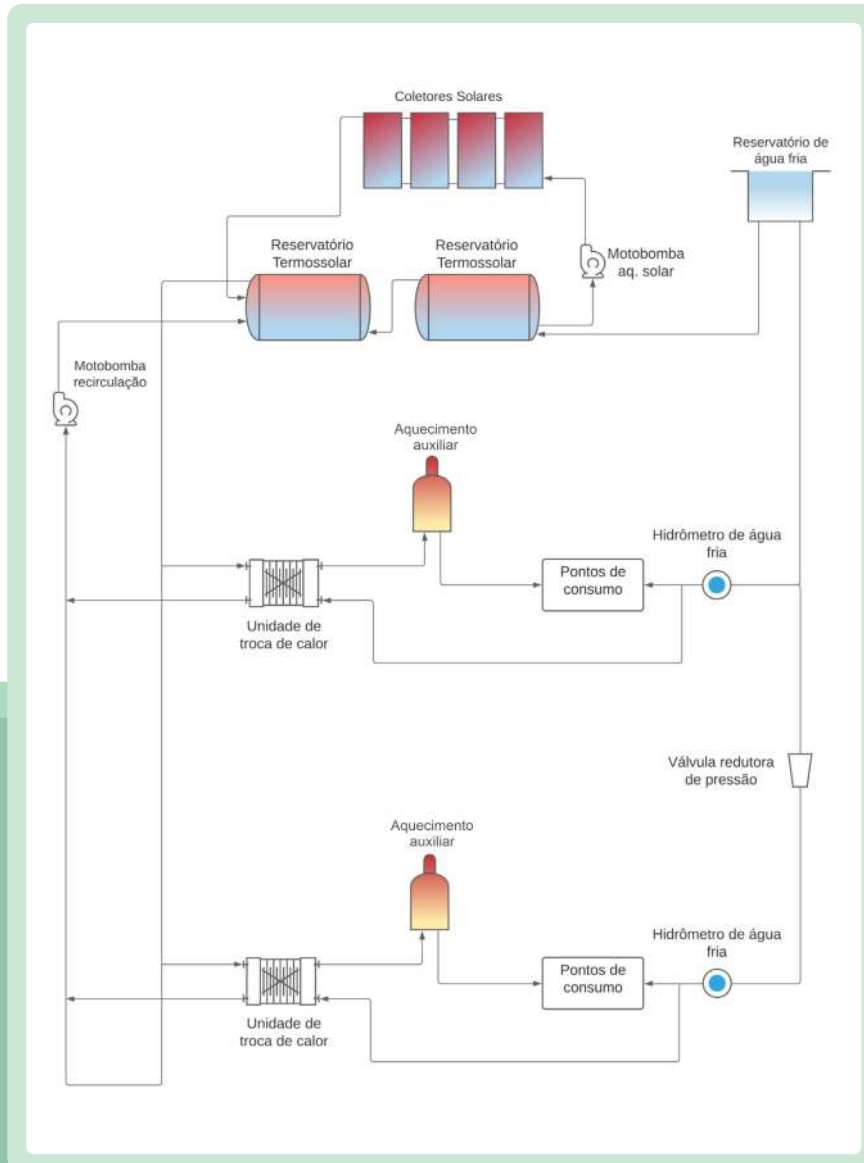 Coletores Solares
Reservatório de
água fria
Reservatório
Termossolar
Reservatório
Termossolar
Motobomba
aq. solar
Motobomba
recirculação
Aquecimento
auxiliar
Hidrômetro de água
fria
Pontos de
consumo
Unidade de
troca de calor
Válvula redutora
de pressão
Aquecimento
auxiliar
Hidrômetro de água
fria
Pontos de
consumo
Unidade de
troca de calor